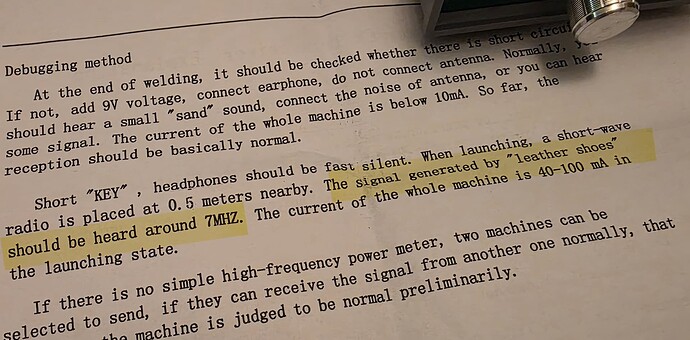 Debugging method
At the end of welding, it should be checked whether there is short
If not, add 9V voltage, connect earphone, do not connect antenna. Normally,
should hear a small "sand" sound, connect the noise of antenna, or you can hear
some signal. The current of the whole machine is below 10mA. So far, the
reception should be basically normal.
Short "KEY" , headphones should be fast silent. When launching, a short-wave
radio is placed at 0.5 meters nearby. The signal generated by "leather shoes"
should be heard around 7MHZ. The current of the whole machine is 40-100 mA in
the launching state.
If there is no simple high-frequency power meter, two machines can be
selected to send, if they can receive the signal from another one normally, that
the machine is judged to be normal preliminarily.